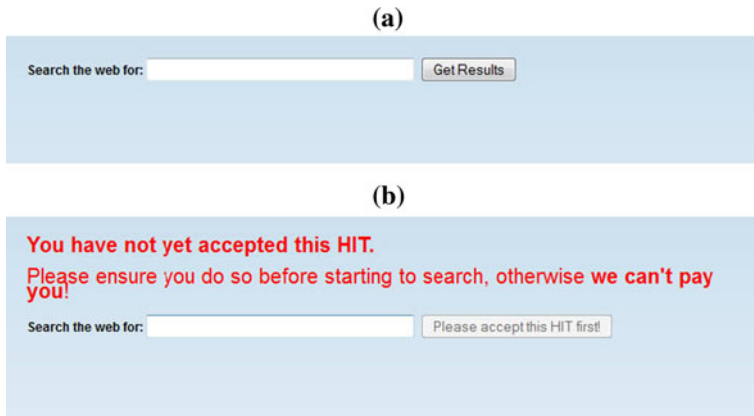 (a)
Search the web for: Get Results
(b)
You have not yet accepted this HIT.
Please ensure you do so before starting to search, otherwise we can't pay
you!
Search the web for: Please accept this HIT first!